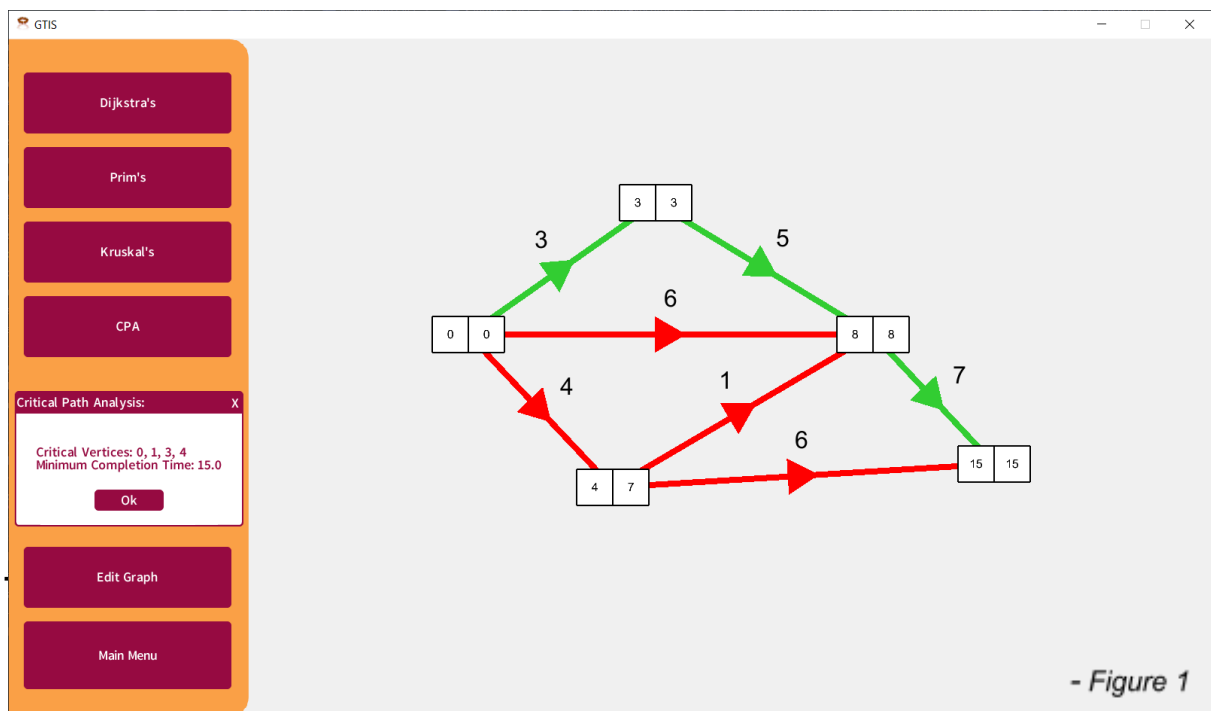 GTIS
Dijkstra's
Prim's
Kruskal's
CPA
Critical Path Analysis: X
Critical Vertices: 0, 1, 3, 4
Minimum Completion Time: 15.0
Ok
Edit Graph
Main Menu
3 3
3
5
6
0 0
8 8
4
1
7
6
15 15
4 7
- Figure 1